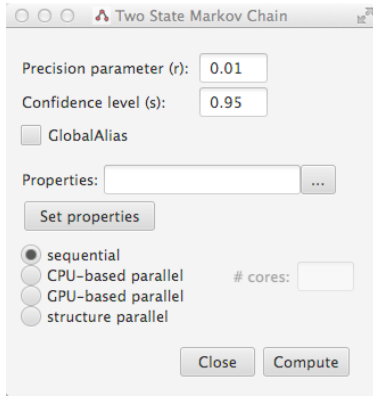 Two State Markov Chain
Precision parameter (r): 0.01
Confidence level (s): 0.95
GlobalAlias
Properties: ...
Set properties
sequential
CPU-based parallel # cores:
GPU-based parallel
structure parallel
Close Compute